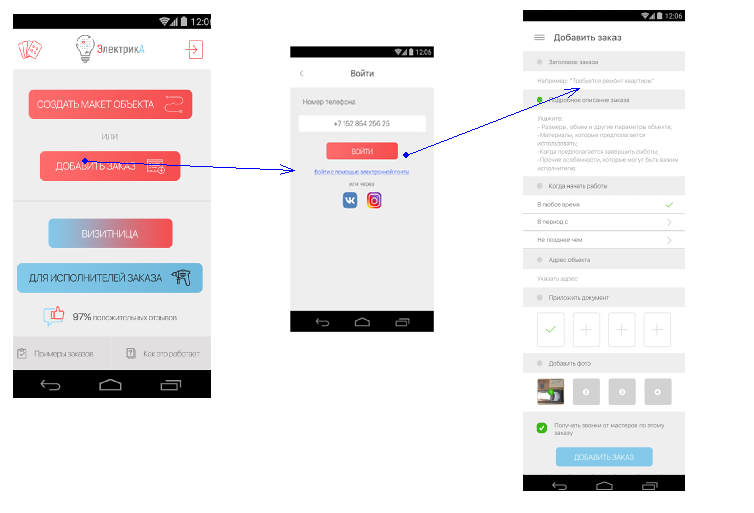 12:0
ЭлектрикА
СОЗДАТЬ МАКЕТ ОБЪЕКТА
ИЛИ
ДОБАВИТЬ ЗАКАЗ
ВИЗИТНИЦА
ДЛЯ ИСПОЛНИТЕЛЕЙ ЗАКАЗА
97% положительных отзывов
Примеры заказов
Как это работает
12:06
Войти
Номер телефона
+7 152 854 256 25
ВОЙТИ
Войти с помощью электронной почты
или через
12:06
Добавить заказ
Заголовок заказа
Например: "Требуется ремонт квартиры"
Подробное описание заказа
Укажите:
- Размеры, объем и другие параметры объекта;
-Материалы, которые предполагается
использовать;
-Когда предполагается завершить работы;
-Прочие особенности, которые могут быть важны
исполнителю.
Когда начать работы
В любое время
В период с
Не позднее чем
Адрес объекта
Указать адрес
Приложить документ
Добавить фото
Получать звонки от мастеров по этому
заказу
ДОБАВИТЬ ЗАКАЗ